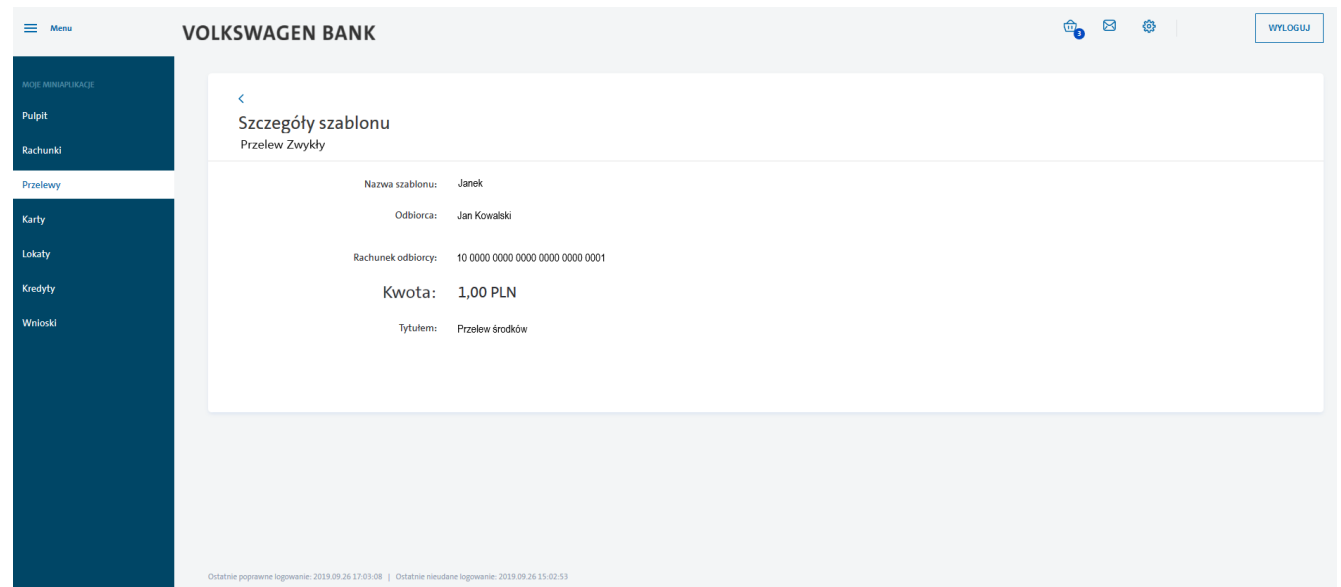 Menu
VOLKSWAGEN BANK
3
WYLOGUJ
MOJE MINIAPLIKACJE
Pulpit
Rachunki
Przelewy
Karty
Lokaty
Kredyty
Wnioski
Szczegóły szablonu
Przelew Zwykły
Nazwa szablonu: Janek
Odbiorca: Jan Kowalski
Rachunek odbiorcy: 10 0000 0000 0000 0000 0000 0001
Kwota: 1,00 PLN
Tytułem: Przelew środków
Ostatnie poprawne logowanie: 2019.09.26 17:03:08 | Ostatnie nieudane logowanie: 2019.09.26 15:02:53